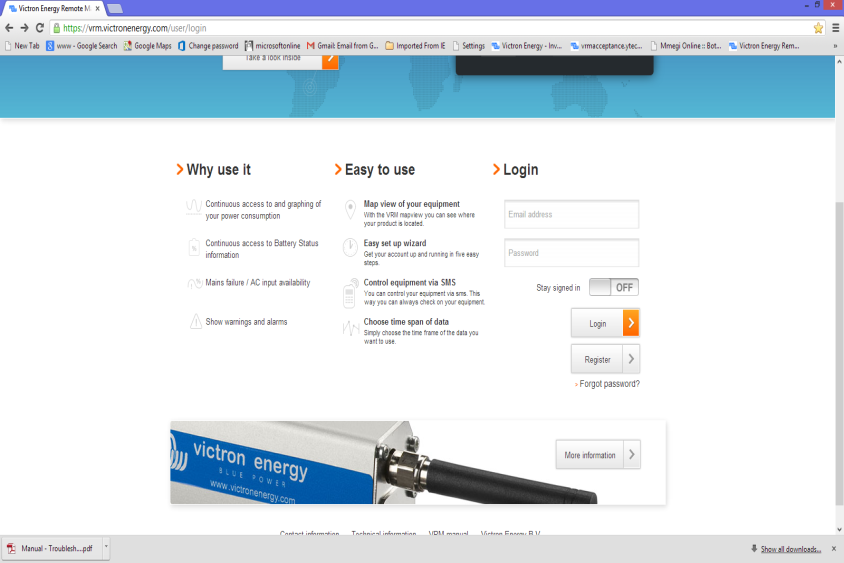 Victron Energy Remote M
https://vrm.victronenergy.com/user/login
New Tab
www - Google Search
Google Maps
Change password
microsoftonline
Gmail: Email from G...
Imported From IE
Settings
Victron Energy - Inv...
vrmacceptance.ytec...
Mmegi Online :: Bot...
Victron Energy Rem...
Take a look inside
Why use it
Continuous access to and graphing of
your power consumption
Continuous access to Battery Status
information
Mains failure / AC input availability
Show warnings and alarms
Easy to use
Map view of your equipment
With the VRM mapview you can see where
your product is located.
Easy set up wizard
Get your account up and running in five easy
steps.
Control equipment via SMS
You can control your equipment via sms. This
way you can always check on your equipment.
Choose time span of data
Simply choose the time frame of the data you
want to use.
Login
Email address
Password
Stay signed in OFF
Login
Register
Forgot password?
victron energy
BLUE POWER
www.victronenergy.com
More information
Contact information Technical information VRM manual Victron Energy B.V.
Manual - Troublesh....pdf
Show all downloads...